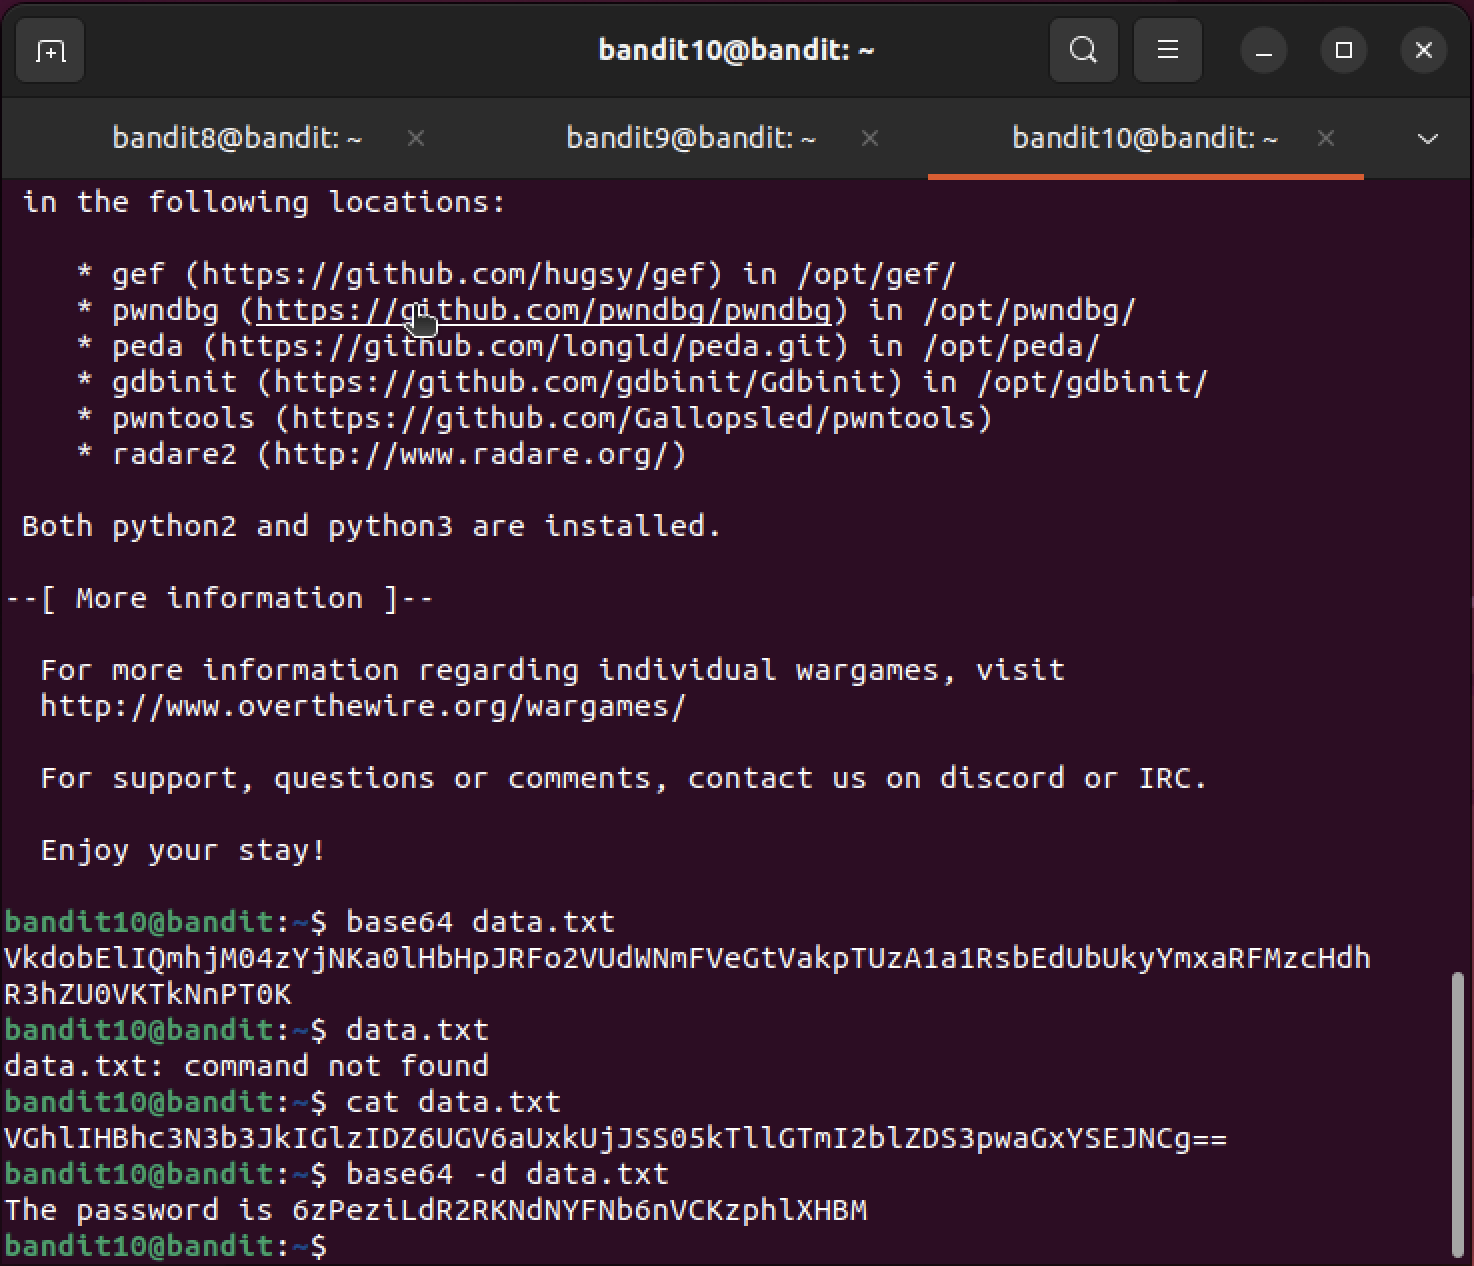 bandit10@bandit: ~
bandit8@bandit: ~
bandit9@bandit: ~
bandit10@bandit: ~
in the following locations:
* gef (https://github.com/hugsy/gef) in /opt/gef/
* pwndbg (https://github.com/pwndbg/pwndbg) in /opt/pwndbg/
* peda (https://github.com/longld/peda.git) in /opt/peda/
* gdbinit (https://github.com/gdbinit/Gdbinit) in /opt/gdbinit/
* pwntools (https://github.com/Gallopsled/pwntools)
* radare2 (http://www.radare.org/)
Both python2 and python3 are installed.
--[ More information ]--
For more information regarding individual wargames, visit
http://www.overthewire.org/wargames/
For support, questions or comments, contact us on discord or IRC.
Enjoy your stay!
bandit10@bandit:~$ base64 data.txt
VkdobElIQmhjM04zYjNKa0lHbHpJRFo2VUdWNmFVeGtVakpTUzA1a1RsbEdUbUkyYmxaRFMzcHdh
R3hZU0VKTkNnPT0K
bandit10@bandit:~$ data.txt
data.txt: command not found
bandit10@bandit:~$ cat data.txt
VGhlIHBhc3N3b3JkIGlzIDZ6UGV6aUxkUjJSS05kTllGTmI2blZDS3pwaGxYSEJNCg==
bandit10@bandit:~$ base64 -d data.txt
The password is 6zPeziLdR2RKNdNYFNb6nVCKzphlXHBM
bandit10@bandit:~$